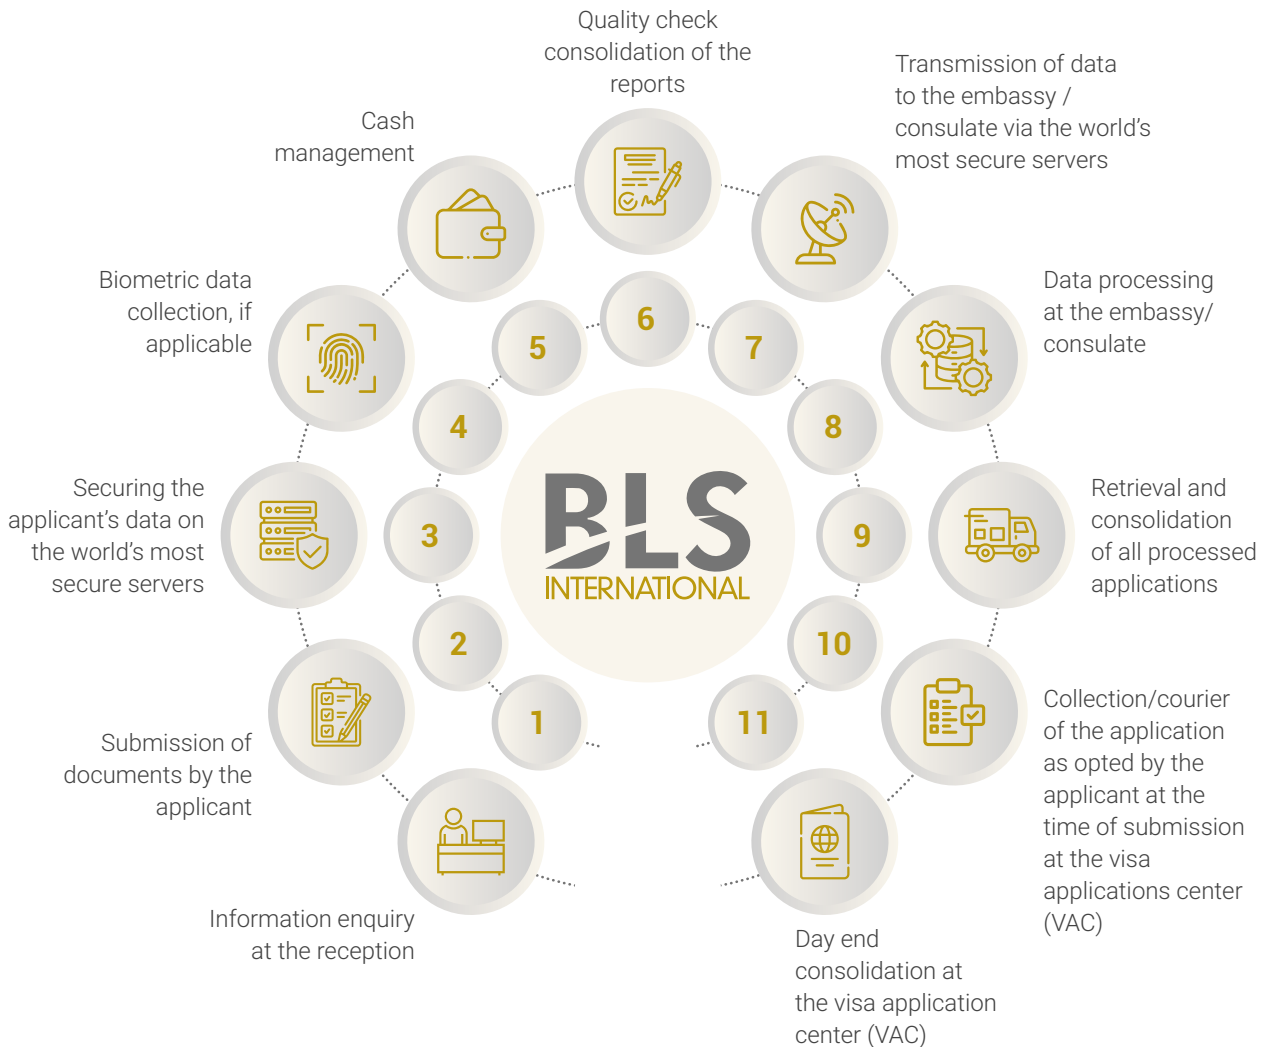 Quality check
consolidation of the
reports
Transmission of data
to the embassy /
consulate via the world's
most secure servers
Cash
management
Biometric data
collection, if
applicable
Data processing
at the embassy/
consulate
6
5
7
4
8
Securing the
applicant's data on
the world's most
secure servers
3
BLS
INTERNATIONAL
9
Retrieval and
consolidation
of all processed
applications
2
10
1
11
Submission of
documents by the
applicant
Collection/courier
of the application
as opted by the
applicant at the
time of submission
at the visa
applications center
(VAC)
Information enquiry
at the reception
Day end
consolidation at
the visa application
center (VAC)